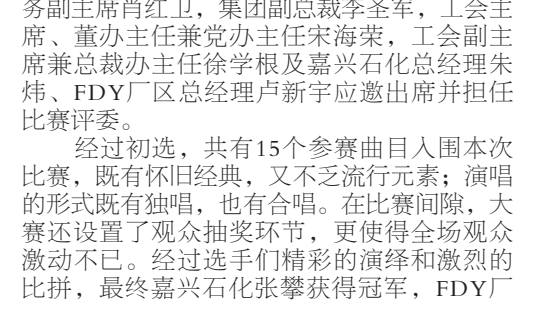 务副主席肖红卫，集团副总裁李圣军，工会主
席、董办主任兼党办主任宋海荣，工会副主
席兼总裁办主任徐学根及嘉兴石化总经理朱
炜、FDY厂区总经理卢新宇应邀出席并担任
比赛评委。
经过初选，共有15个参赛曲目入围本次
比赛，既有怀旧经典，又不乏流行元素；演唱
的形式既有独唱，也有合唱。在比赛间隙，大
赛还设置了观众抽奖环节，更使得全场观众
激动不已。经过选手们精彩的演绎和激烈的
比拼，最终嘉兴石化张攀获得冠军，FDY厂